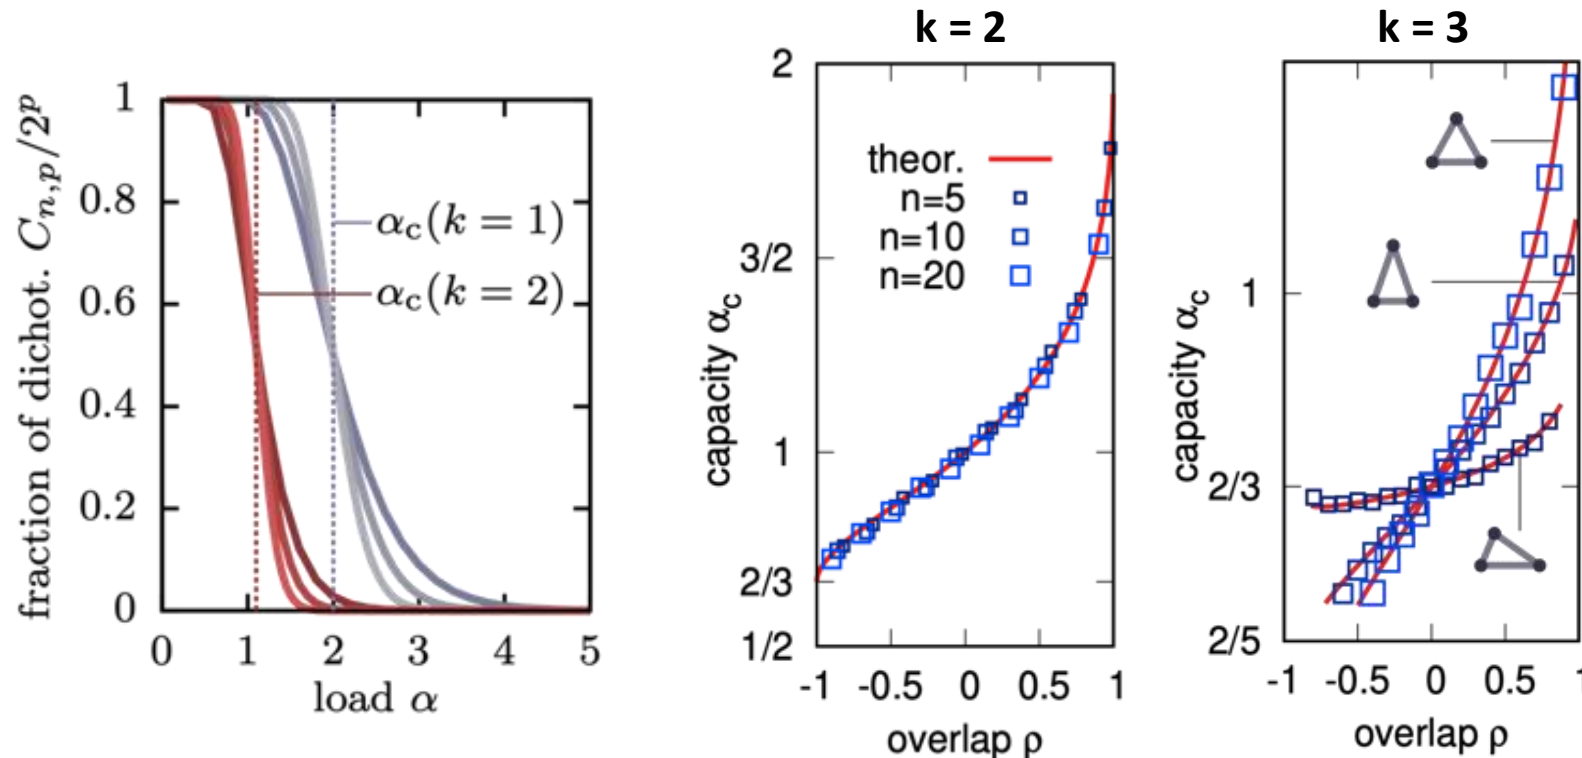 fraction of dichot. C_{n,p}/2^p
1
0.8
0.6
0.4
0.2
0
α_c(k = 1)
α_c(k = 2)
0 1 2 3 4 5
load α
k = 2
capacity α_c
2
3/2
1
2/3
1/2
theor.
n=5
n=10
n=20
-1 -0.5 0 0.5 1
overlap ρ
k = 3
capacity α_c
1
2/3
2/5
-1 -0.5 0 0.5 1
overlap ρ